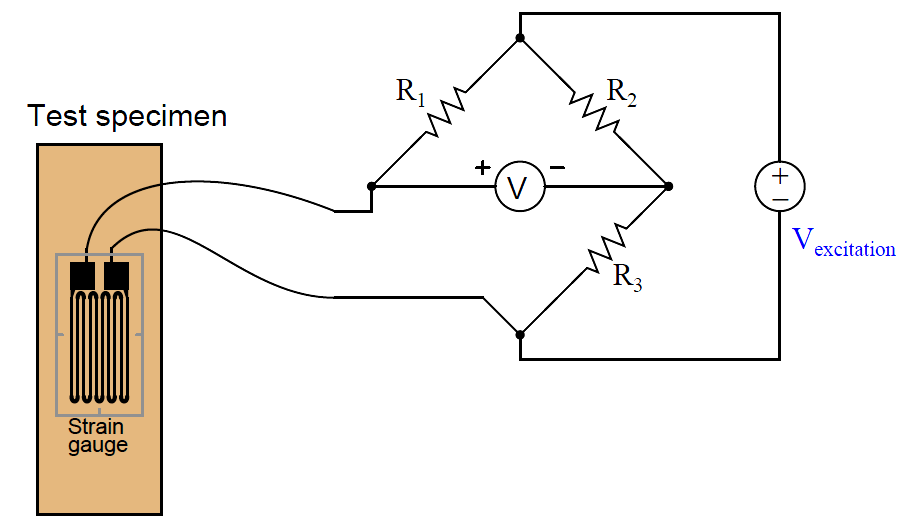 Test specimen
R1
R2
+
−
V
+
−
Vexcitation
R3
Strain
gauge